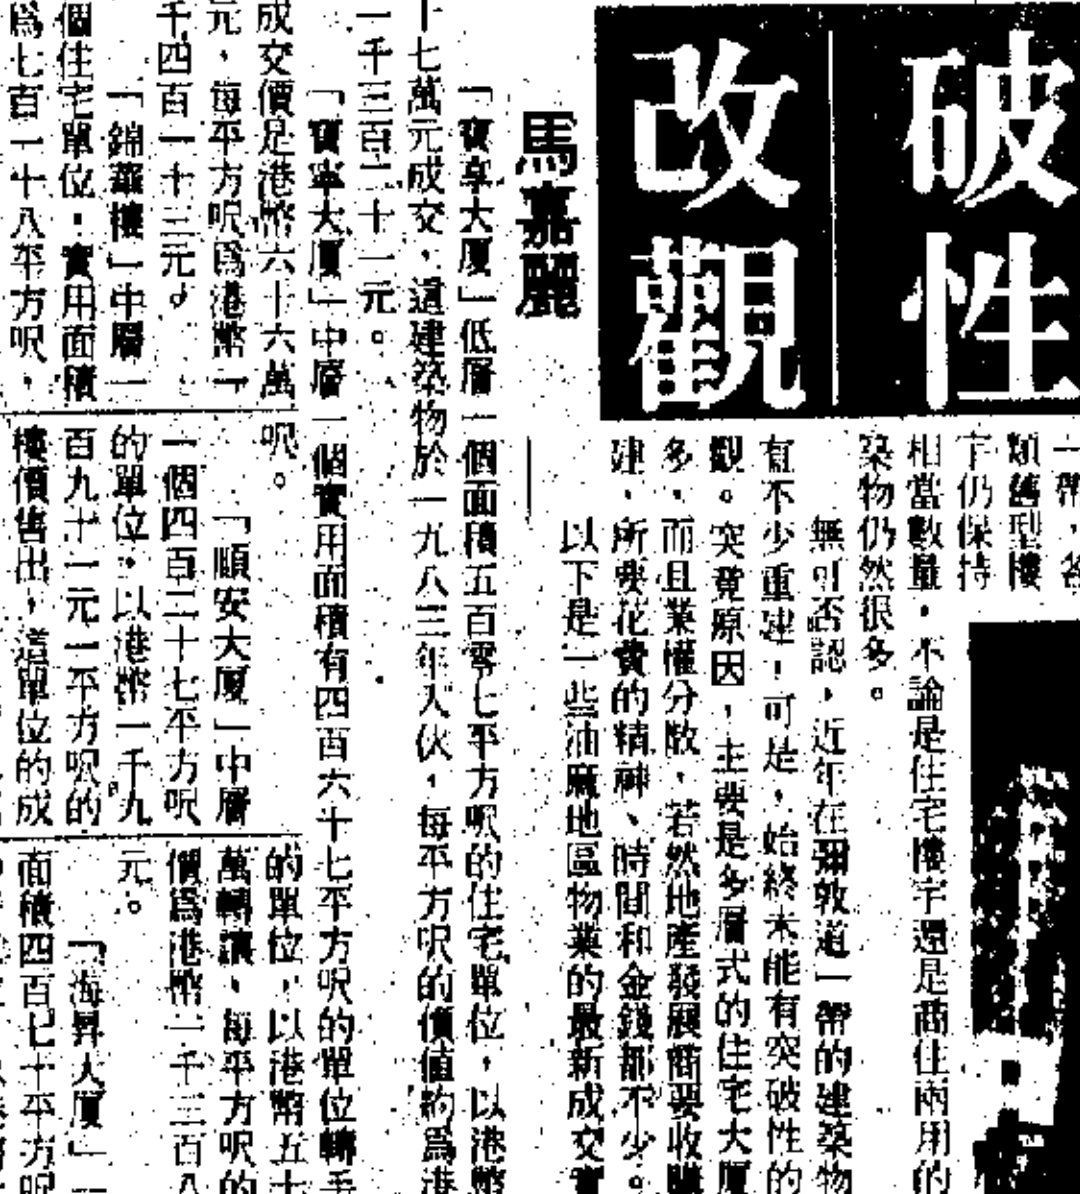 破性
改觀
馬嘉麗
一帶，各
類舊型樓
宇仍保持
相當數量，不論是住宅樓宇還是商住兩用的
築物仍然很多。
無可否認，近年在彌敦道一帶的建築物
有不少重建，可是，始終未能有突破性的
觀。突竟原因，主要是多層式的住宅大厦
多，而且業權分散，若然地產發展商要收購
建，所要花費的精神、時間和金錢都不少。
以下是一些油麻地區物業的最新成交實
「寶享大厦」低層一個面積五百零七平方呎的住宅單位，以港幣
十七萬元成交，這建築物於一九八三年入伙，每平方呎的價值約爲港
一千三百二十一元。
「寶寧大厦」中層一個實用面積有四百六十七平方呎的單位轉手
成交價是港幣六十六萬
元，每平方呎爲港幣一
千四百一十三元。
「錦華樓」中層一
個住宅單位，實用面積
爲七百一十八平方呎，
呎。
「順安大厦」中層
一個四百二十七平方呎
的單位，以港幣一千九
百九十一元一平方呎的
樓價售出，這單位的成
的單位，以港幣五十
萬轉讓，每平方呎的
價爲港幣一千三百八
元。
「海昇大厦」一
面積四百七十平方呎